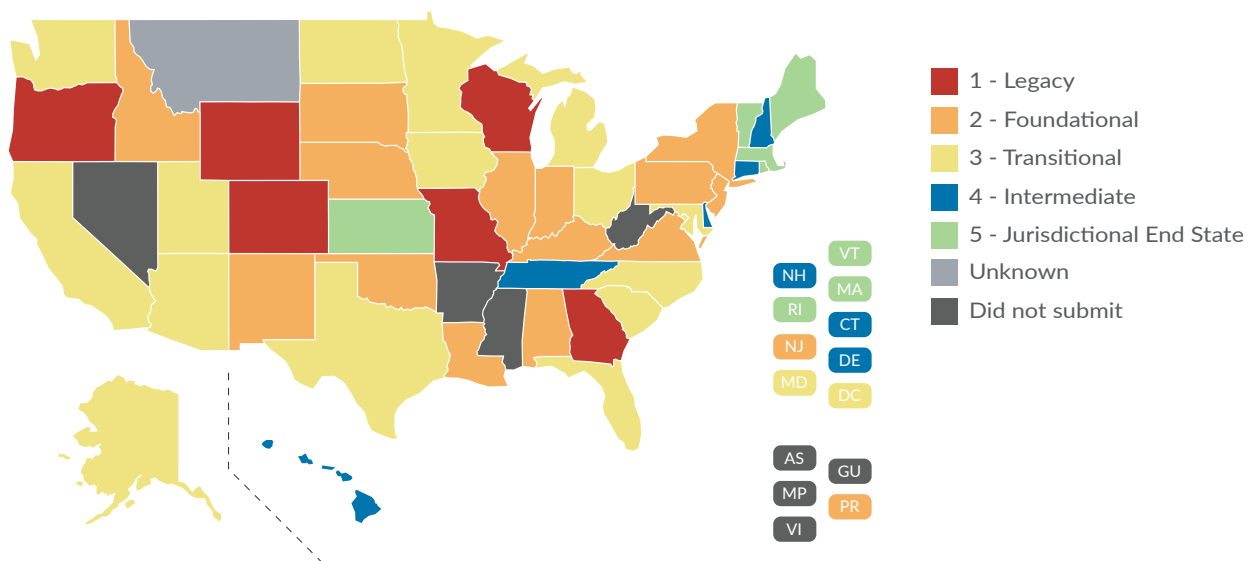 1 - Legacy
2 - Foundational
3 - Transitional
4 - Intermediate
5 - Jurisdictional End State
Unknown
Did not submit
VT
NH
MA
RI
CT
NJ
DE
MD
DC
AS
GU
MP
PR
VI